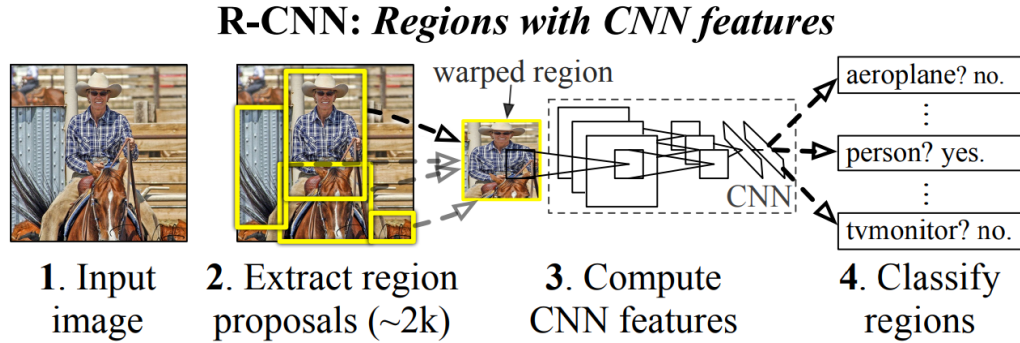 R-CNN: Regions with CNN features
warped region
aeroplane? no.
⋮
person? yes.
⋮
tvmonitor? no.
CNN
1. Input
image
2. Extract region
proposals (~2k)
3. Compute
CNN features
4. Classify
regions